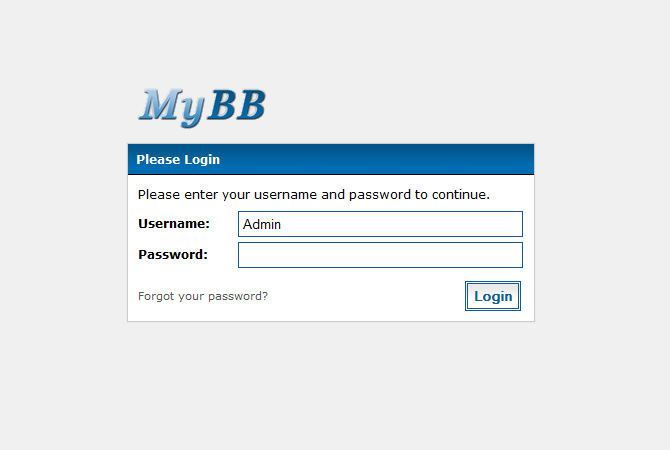 MyBB
Please Login
Please enter your username and password to continue.
Username:
Admin
Password:
Forgot your password?
Login